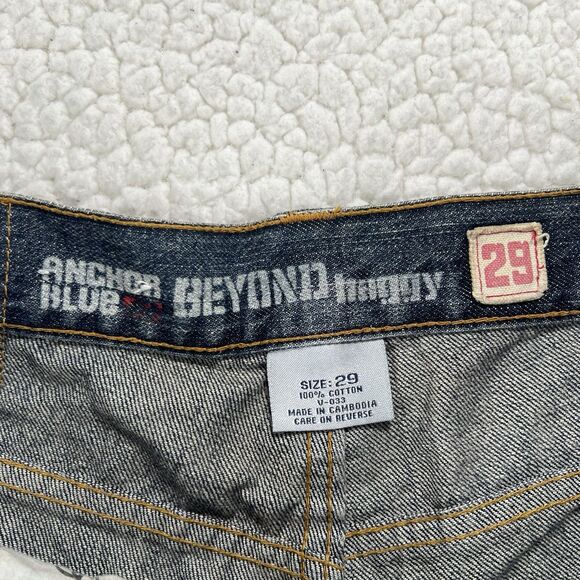 ANCHOR
BLUE
BEYOND baggy
29
SIZE: 29
100% COTTON
V-033
MADE IN CAMBODIA
CARE ON REVERSE